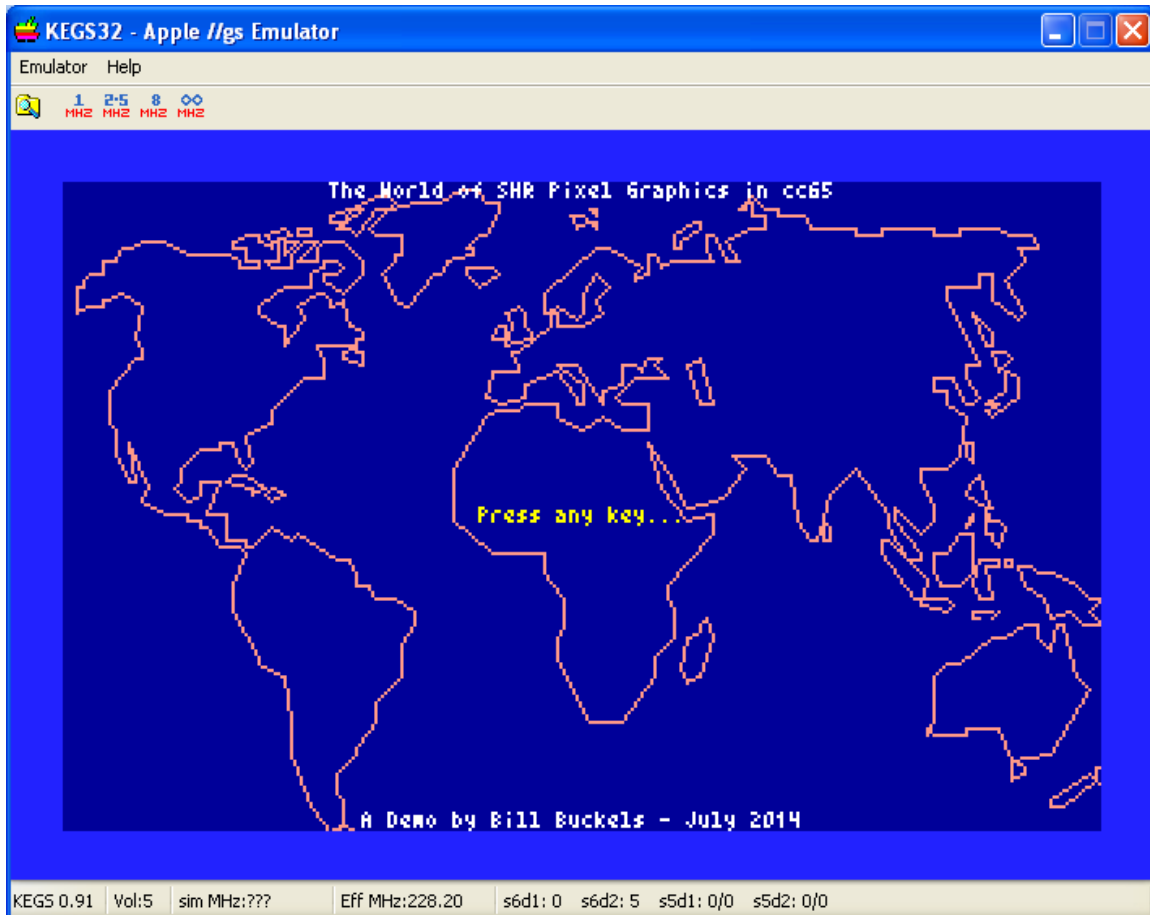 KEGS32 - Apple //gs Emulator
Emulator Help
1 MHZ 2·5 MHZ 8 MHZ ∞ MHZ
The World of SHR Pixel Graphics in cc65
Press any key...
A Demo by Bill Buckels - July 2014
KEGS 0.91 Vol:5 sim MHz:??? Eff MHz:228.20 s6d1: 0 s6d2: 5 s5d1: 0/0 s5d2: 0/0